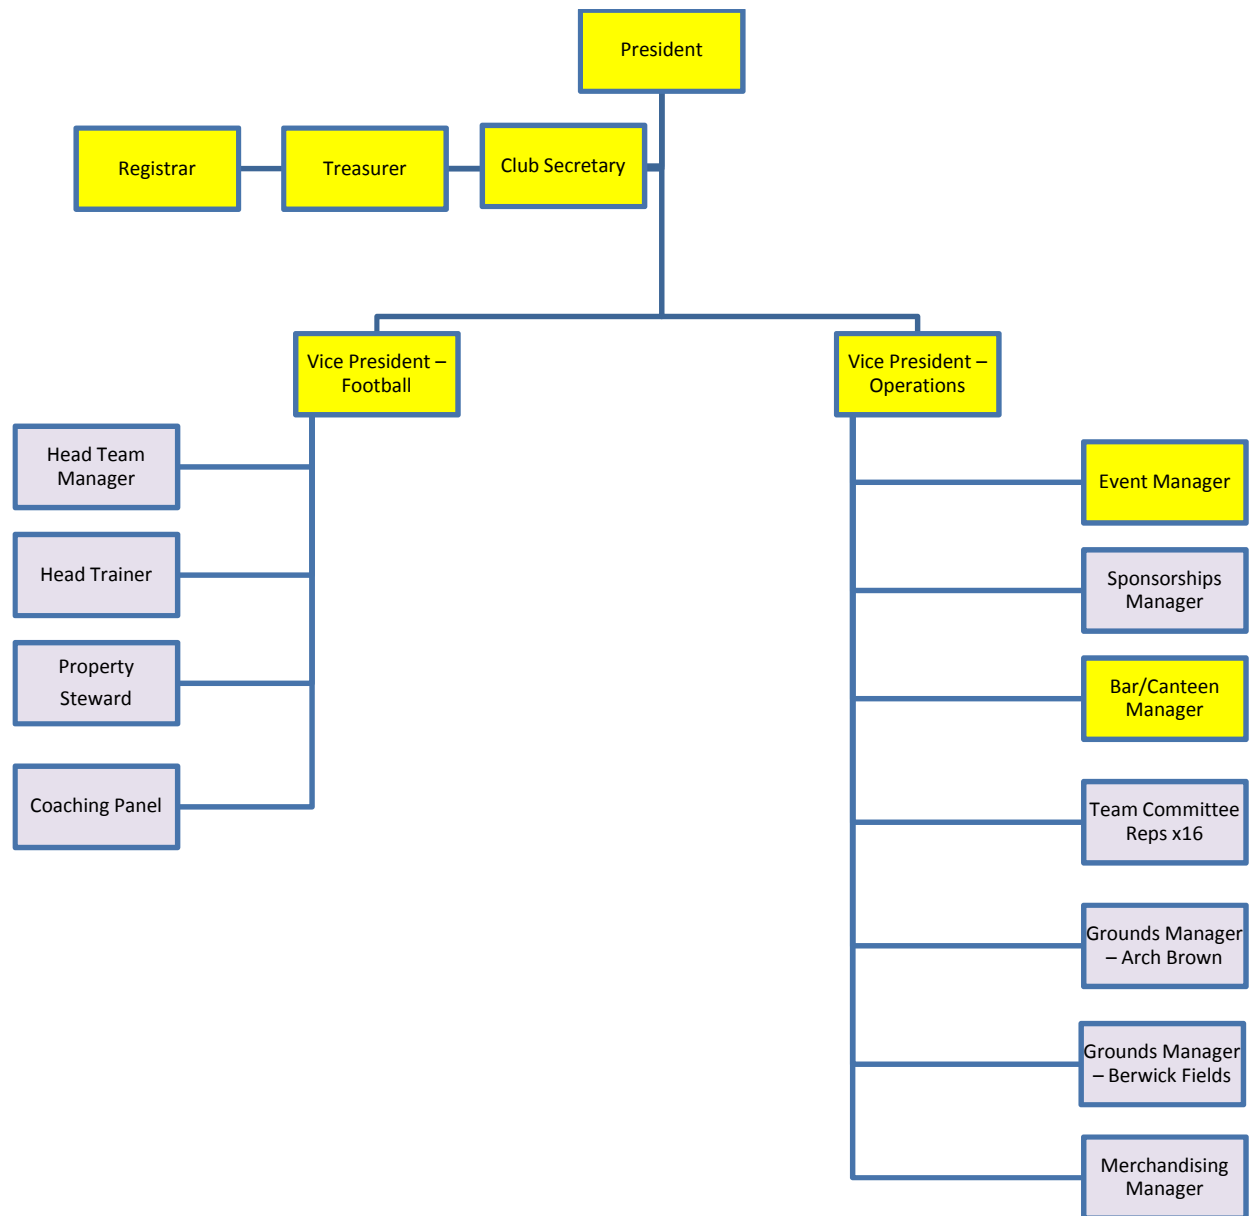 President
Registrar
Treasurer
Club Secretary
Vice President –
Football
Vice President –
Operations
Head Team
Manager
Head Trainer
Property
Steward
Coaching Panel
Event Manager
Sponsorships
Manager
Bar/Canteen
Manager
Team Committee
Reps x16
Grounds Manager
– Arch Brown
Grounds Manager
– Berwick Fields
Merchandising
Manager